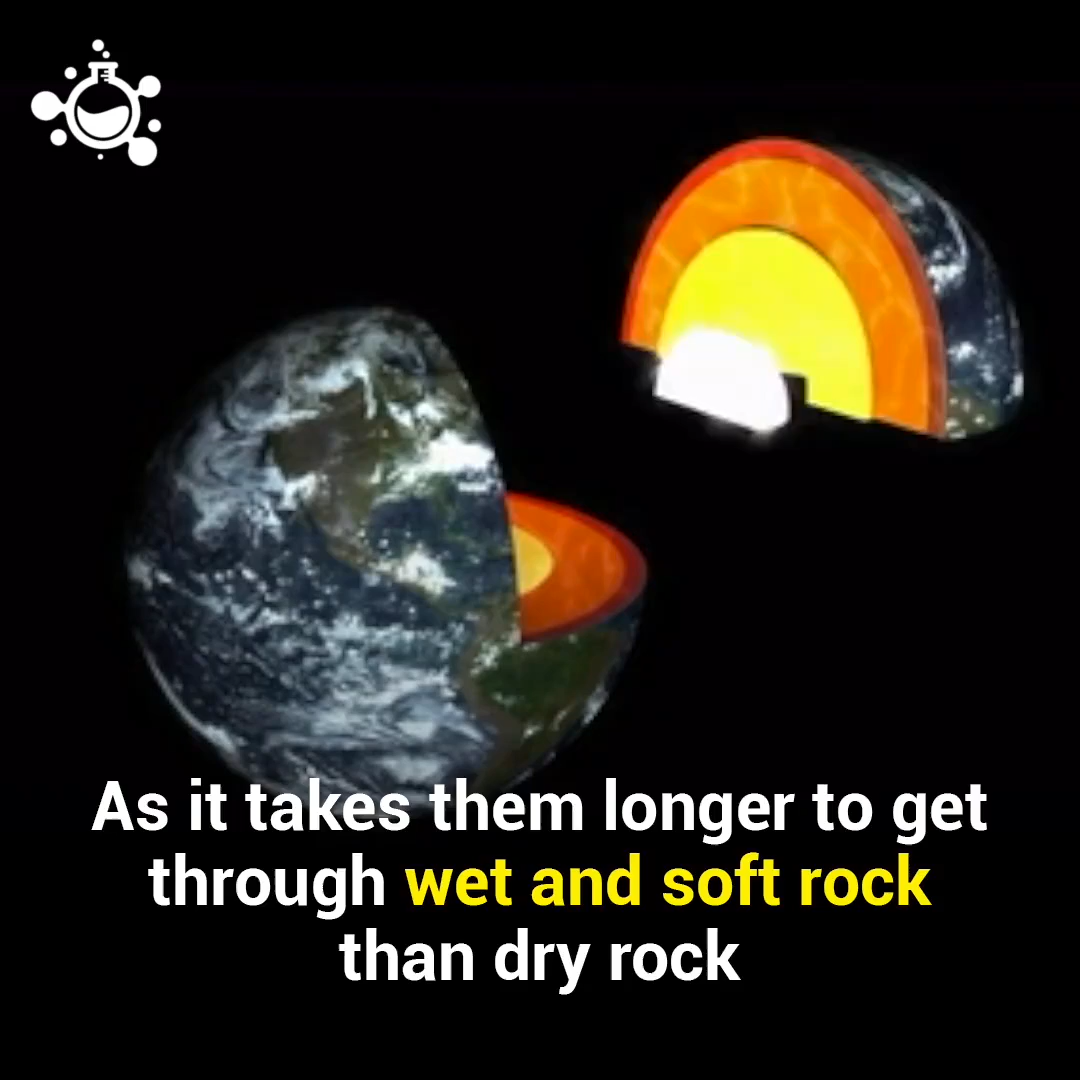 As it takes them longer to get
through wet and soft rock
than dry rock